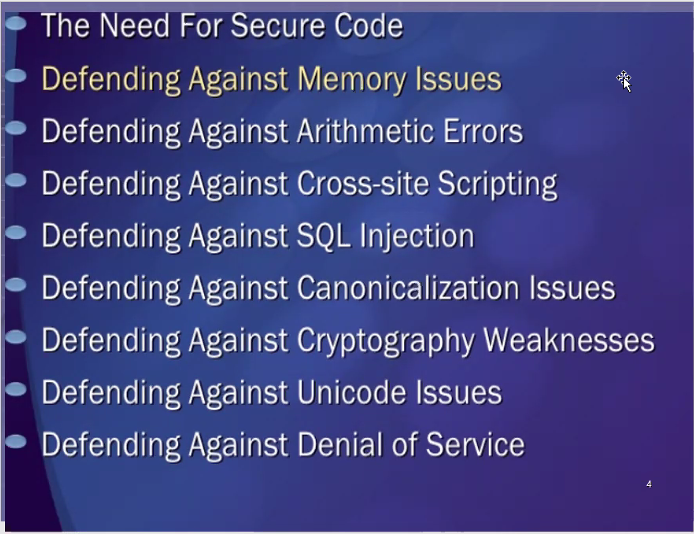 The Need For Secure Code
Defending Against Memory Issues
Defending Against Arithmetic Errors
Defending Against Cross-site Scripting
Defending Against SQL Injection
Defending Against Canonicalization Issues
Defending Against Cryptography Weaknesses
Defending Against Unicode Issues
Defending Against Denial of Service
4